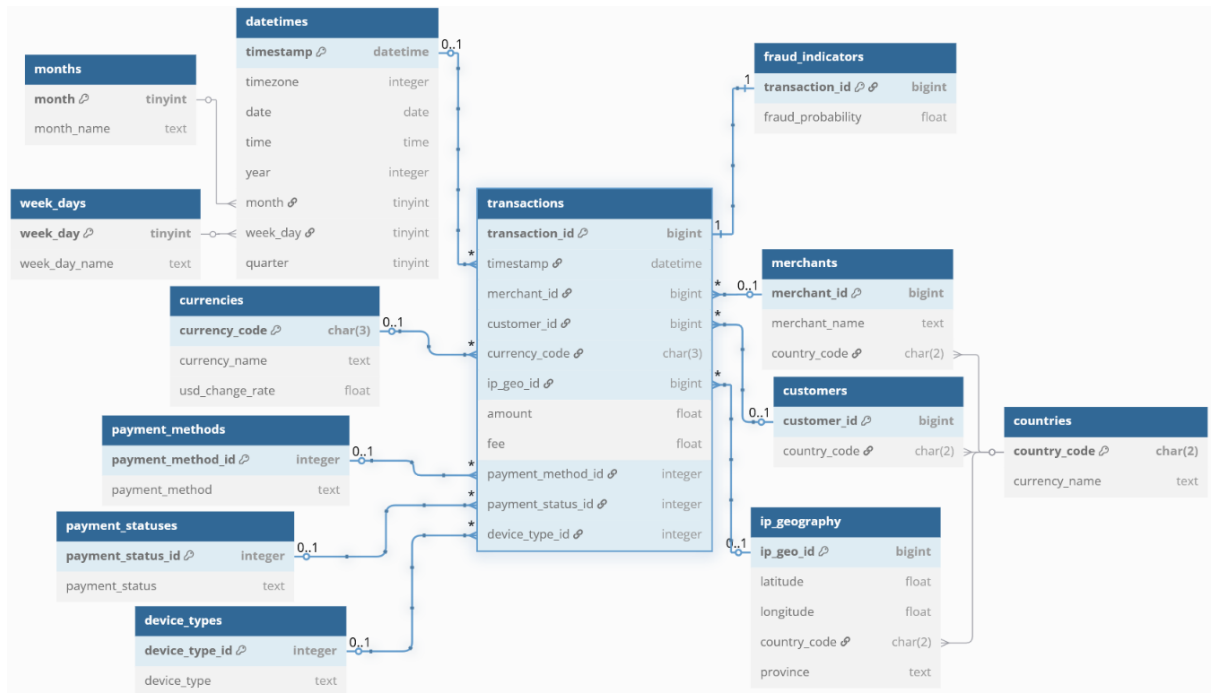 datetimes
timestamp datetime
timezone integer
date date
time time
year integer
month tinyint
week_day tinyint
quarter tinyint
months
month tinyint
month_name text
week_days
week_day tinyint
week_day_name text
currencies
currency_code char(3)
currency_name text
usd_change_rate float
payment_methods
payment_method_id integer
payment_method text
payment_statuses
payment_status_id integer
payment_status text
device_types
device_type_id integer
device_type text
0..1
0..1
0..1
0..1
0..1
transactions
transaction_id bigint
timestamp datetime
merchant_id bigint
customer_id bigint
currency_code char(3)
ip_geo_id bigint
amount float
fee float
payment_method_id integer
payment_status_id integer
device_type_id integer
*
*
*
*
*
1
*
*
*
1
0..1
0..1
0..1
fraud_indicators
transaction_id bigint
fraud_probability float
merchants
merchant_id bigint
merchant_name text
country_code char(2)
customers
customer_id bigint
country_code char(2)
countries
country_code char(2)
currency_name text
ip_geography
ip_geo_id bigint
latitude float
longitude float
country_code char(2)
province text